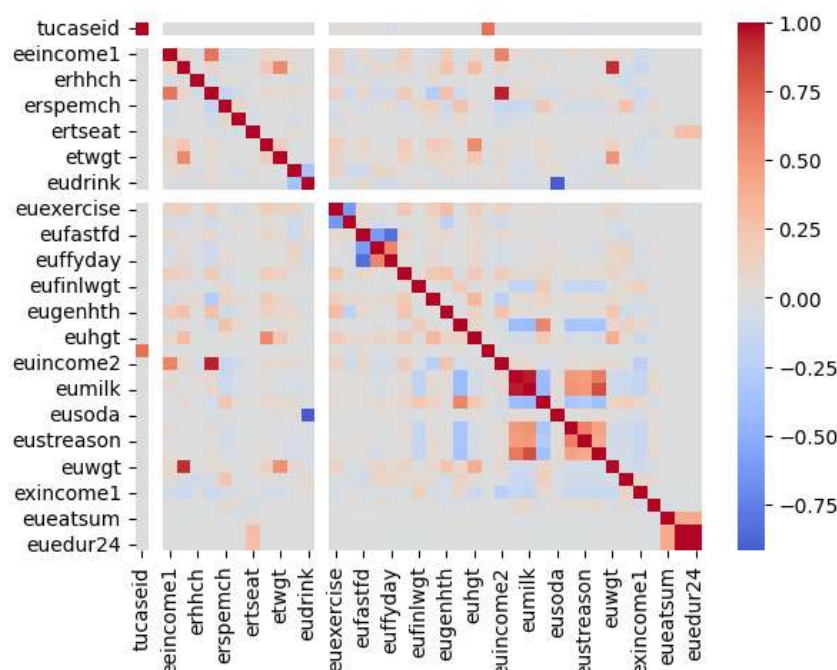 tucaseid
eeincome1
erhhch
erspemch
ertseat
etwgt
eudrink
euexercise
eufastfd
euffyday
eufinlwgt
eugenhth
euhgt
euincome2
eumilk
eusoda
eustreason
euwgt
exincome1
eueatsum
euedur24
tucaseid
eeincome1
erhhch
erspemch
ertseat
etwgt
eudrink
euexercise
eufastfd
euffyday
eufinlwgt
eugenhth
euhgt
euincome2
eumilk
eusoda
eustreason
euwgt
exincome1
eueatsum
euedur24
1.00
0.75
0.50
0.25
0.00
−0.25
−0.50
−0.75